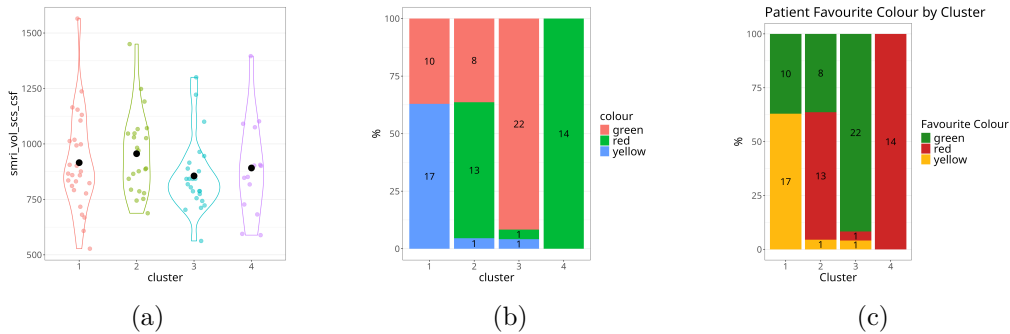 Patient Favourite Colour by Cluster
smri_vol_scs_csf
1500
1250
1000
750
500
1 2 3 4
cluster
(a)
%
100
75
50
25
0
10 8 22 14
17 13 1
1 1
1 2 3 4
cluster
colour
green
red
yellow
(b)
%
100
75
50
25
0
10 8 22 14
17 13 1
1 1
1 2 3 4
Cluster
Favourite Colour
green
red
yellow
(c)